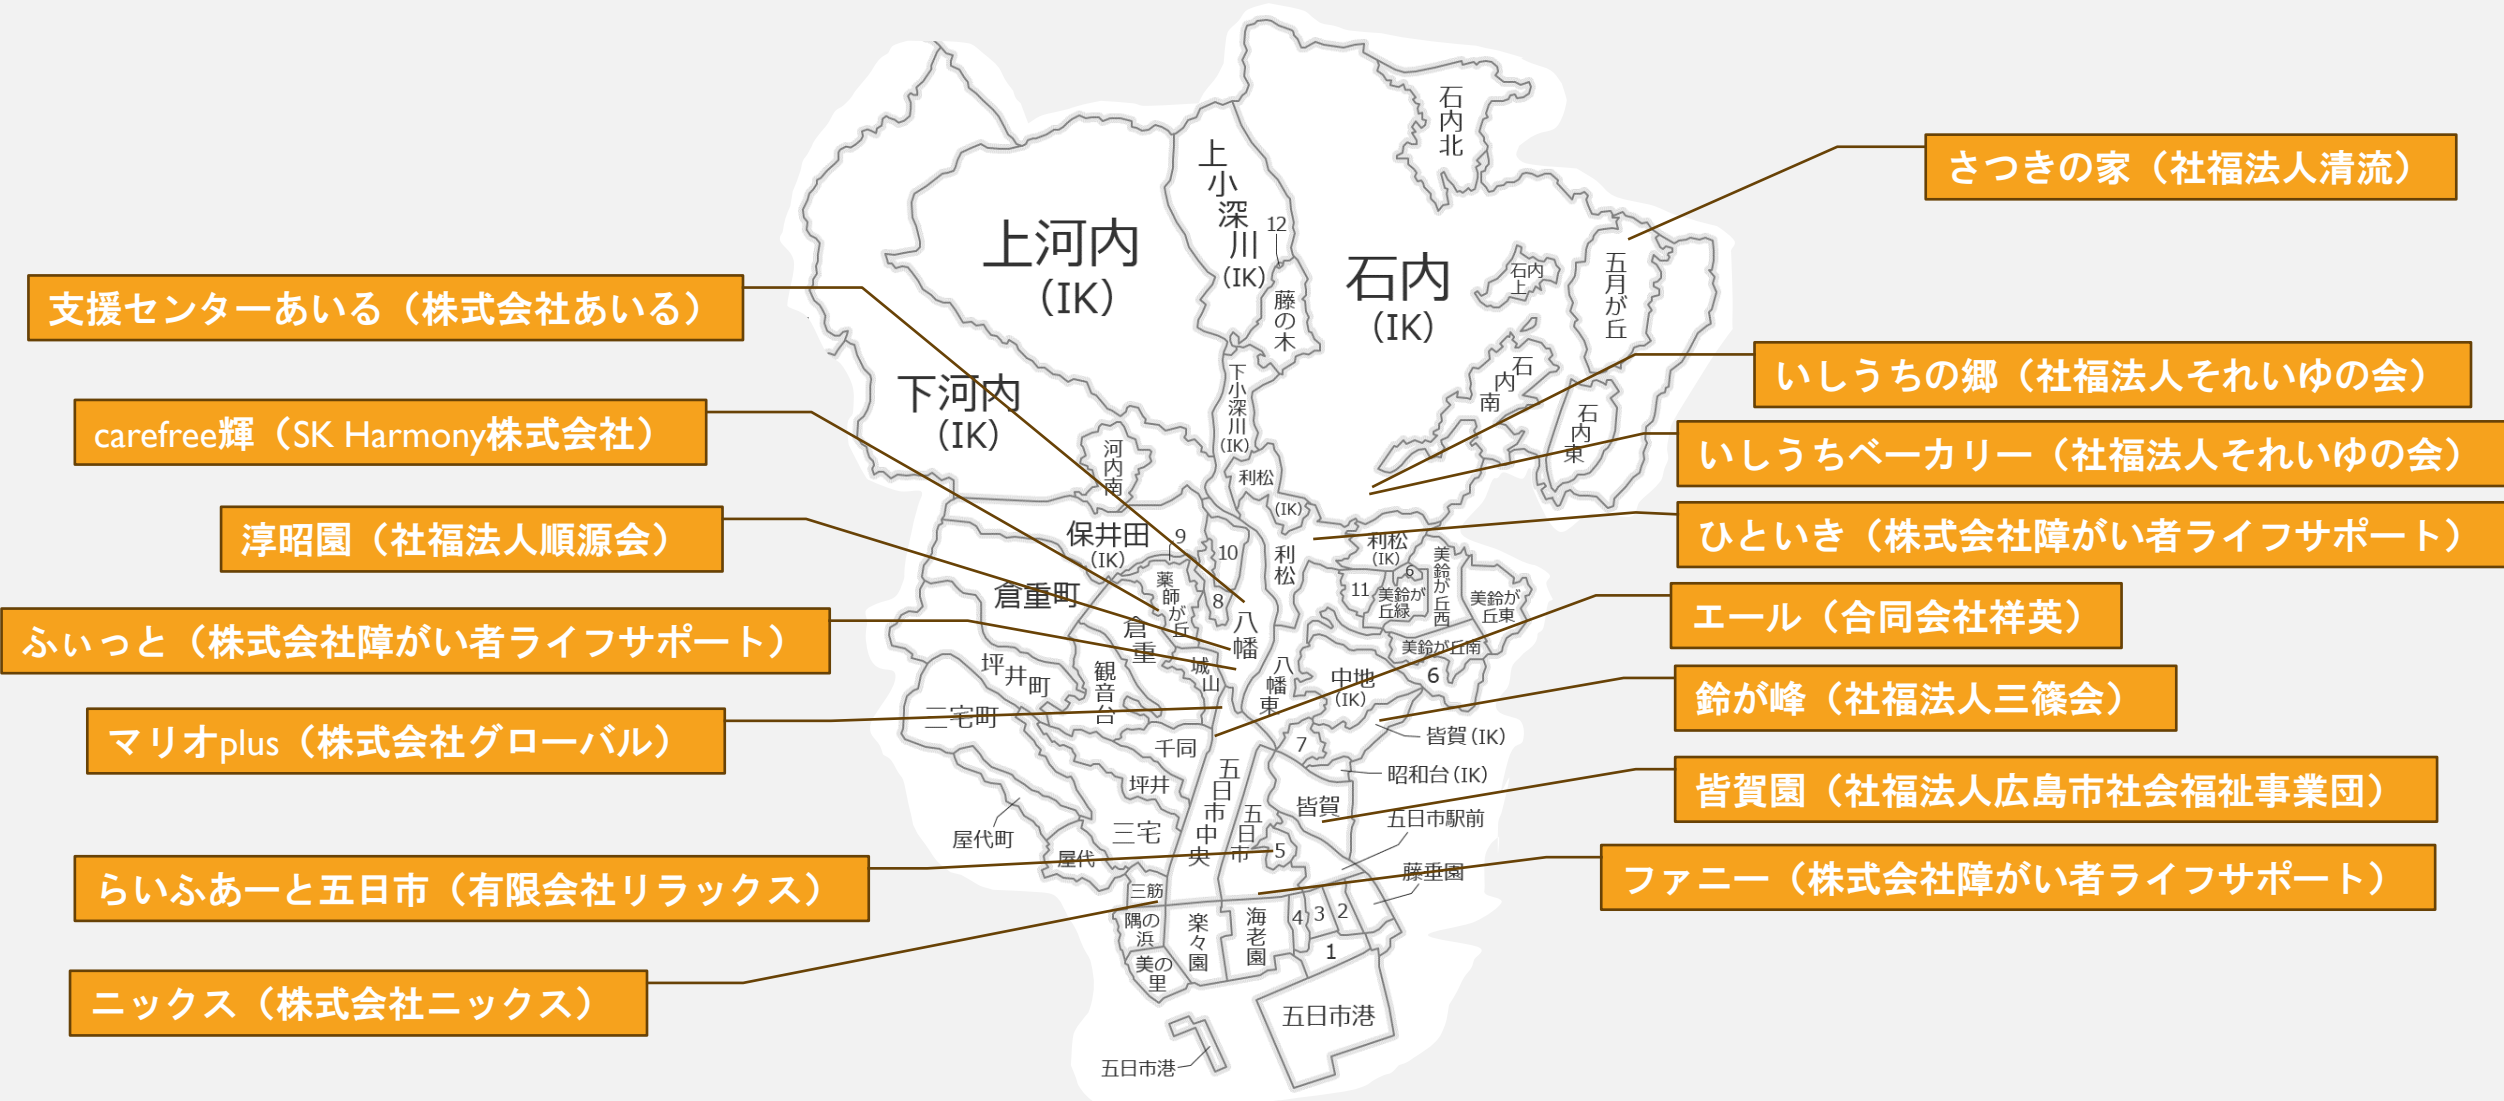 支援センターあいる（株式会社あいる）
carefree輝（SK Harmony株式会社）
淳昭園（社福法人順源会）
ふぃっと（株式会社障がい者ライフサポート）
マリオplus（株式会社グローバル）
らいふあーと五日市（有限会社リラックス）
ニックス（株式会社ニックス）
さつきの家（社福法人清流）
いしうちの郷（社福法人それいゆの会）
いしうちベーカリー（社福法人それいゆの会）
ひといき（株式会社障がい者ライフサポート）
エール（合同会社祥英）
鈴が峰（社福法人三篠会）
皆賀園（社福法人広島市社会福祉事業団）
ファニー（株式会社障がい者ライフサポート）
石内北
上小深川
(IK)
12
上河内
(IK)
石内
(IK)
石内上
五月が丘
藤の木
下河内
(IK)
下小深川
(IK)
石内南
石内東
河内南
利松
(IK)
保井田
(IK)
9
10
利松
利松
(IK)
6
美鈴が丘西
薬師が丘
8
11
美鈴が丘緑
美鈴が丘東
倉重町
倉重
八幡
美鈴が丘南
坪井町
観音台
城山
八幡東
中地
(IK)
6
三宅町
千同
7
皆賀(IK)
五日市中央
昭和台(IK)
坪井
皆賀
屋代町
三宅
五日市
五日市駅前
屋代
5
藤垂園
三筋
隅の浜
楽々園
海老園
4
3
2
1
美の里
五日市港
五日市港